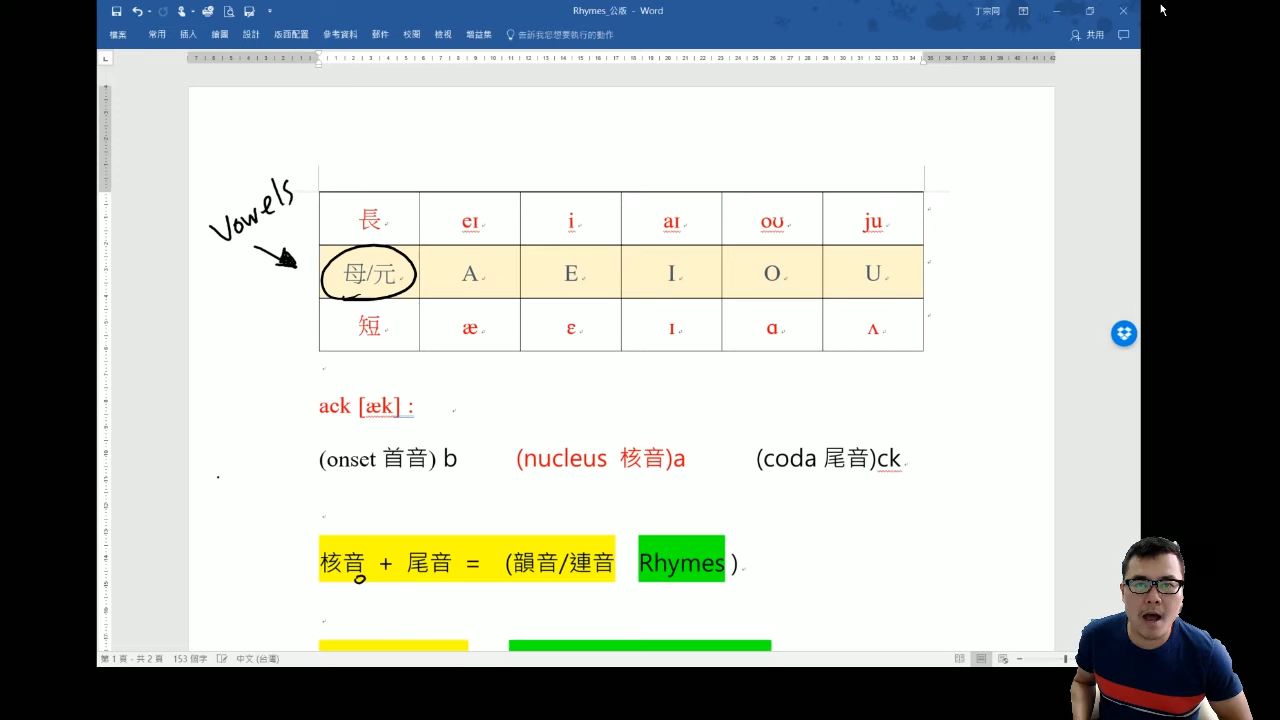 Rhymes_公版 - Word
丁宗同
檔案 常用 插入 繪圖 設計 版面配置 參考資料 郵件 校閱 檢視 增益集 告訴我您想要執行的動作 共用
Vowels
長 eɪ i aɪ oʊ ju
母/元 A E I O U
短 æ ɛ ɪ ɑ ʌ
ack [æk] :
(onset 首音) b (nucleus 核音)a (coda 尾音)ck
核音 + 尾音 = (韻音/連音 Rhymes )
第 1 頁，共 2 頁 153 個字 中文 (台灣)